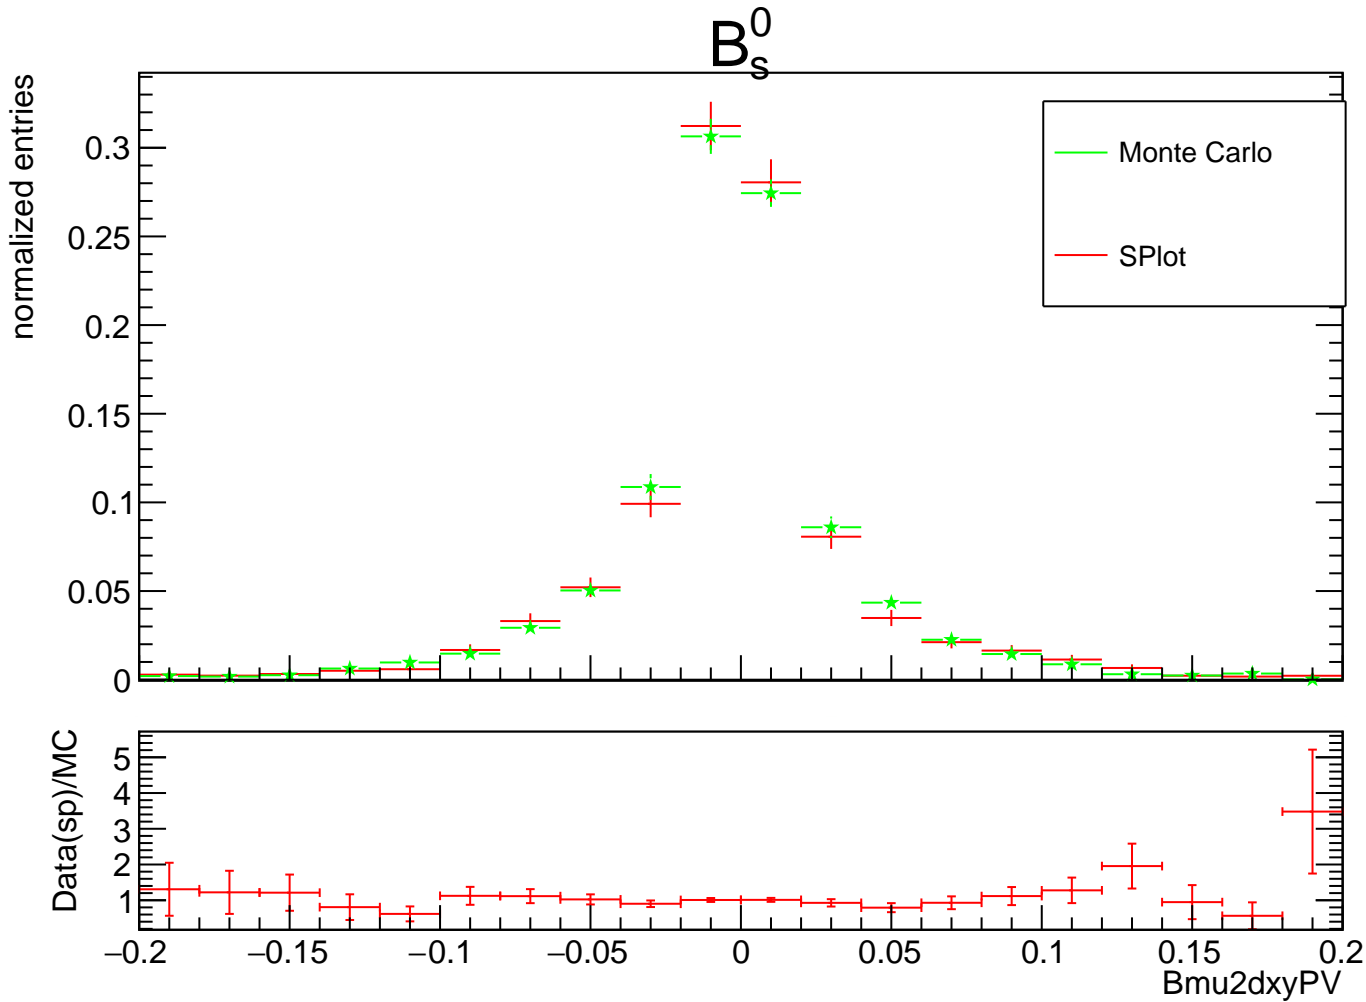 B⁰ₛ
normalized entries
0.3
0.25
0.2
0.15
0.1
0.05
0
Monte Carlo
SPlot
Data(sp)/MC
5
4
3
2
1
−0.2 −0.15 −0.1 −0.05 0 0.05 0.1 0.15 0.2
Bmu2dxyPV